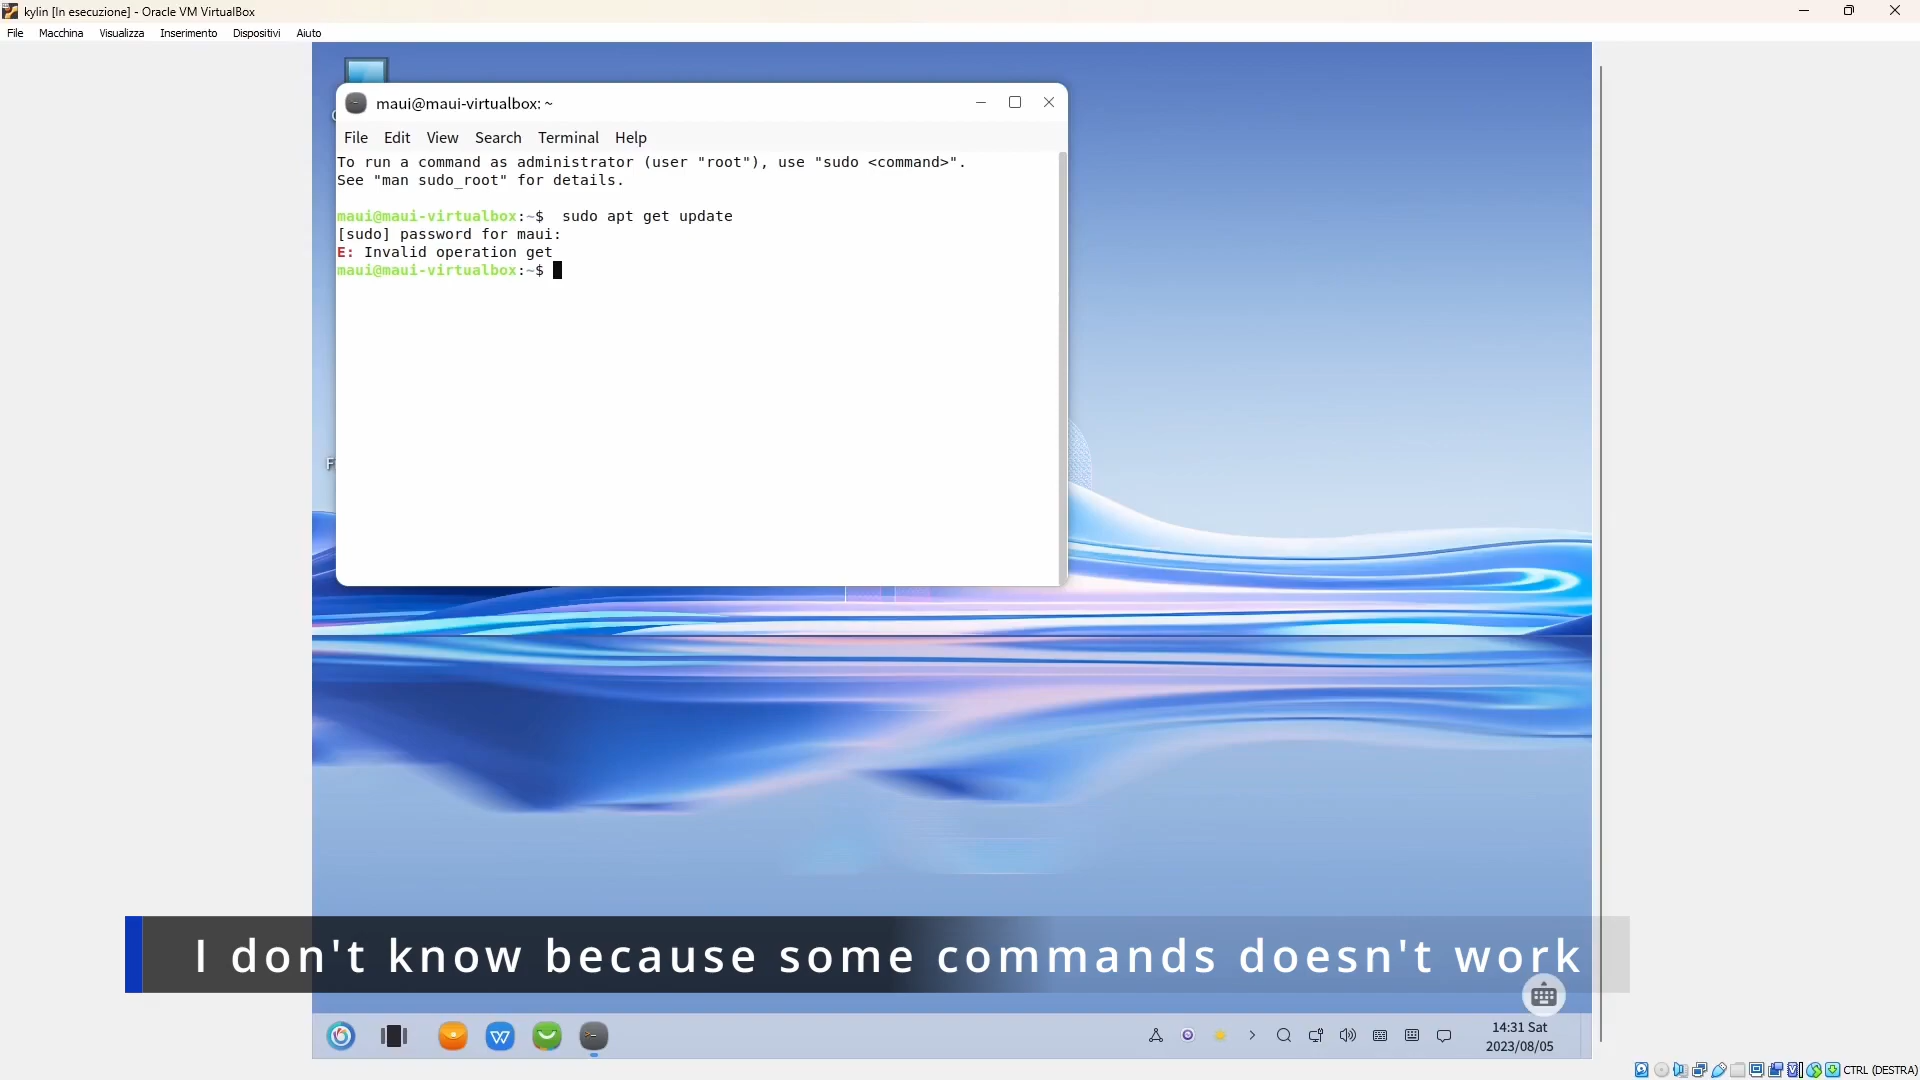 kylin [In esecuzione] - Oracle VM VirtualBox
File Macchina Visualizza Inserimento Dispositivi Aiuto
maui@maui-virtualbox: ~
File Edit View Search Terminal Help
To run a command as administrator (user "root"), use "sudo <command>".
See "man sudo_root" for details.
maui@maui-virtualbox:~$  sudo apt get update
[sudo] password for maui:
E: Invalid operation get
maui@maui-virtualbox:~$
F
I don't know because some commands doesn't work
14:31 Sat
2023/08/05
CTRL (DESTRA)